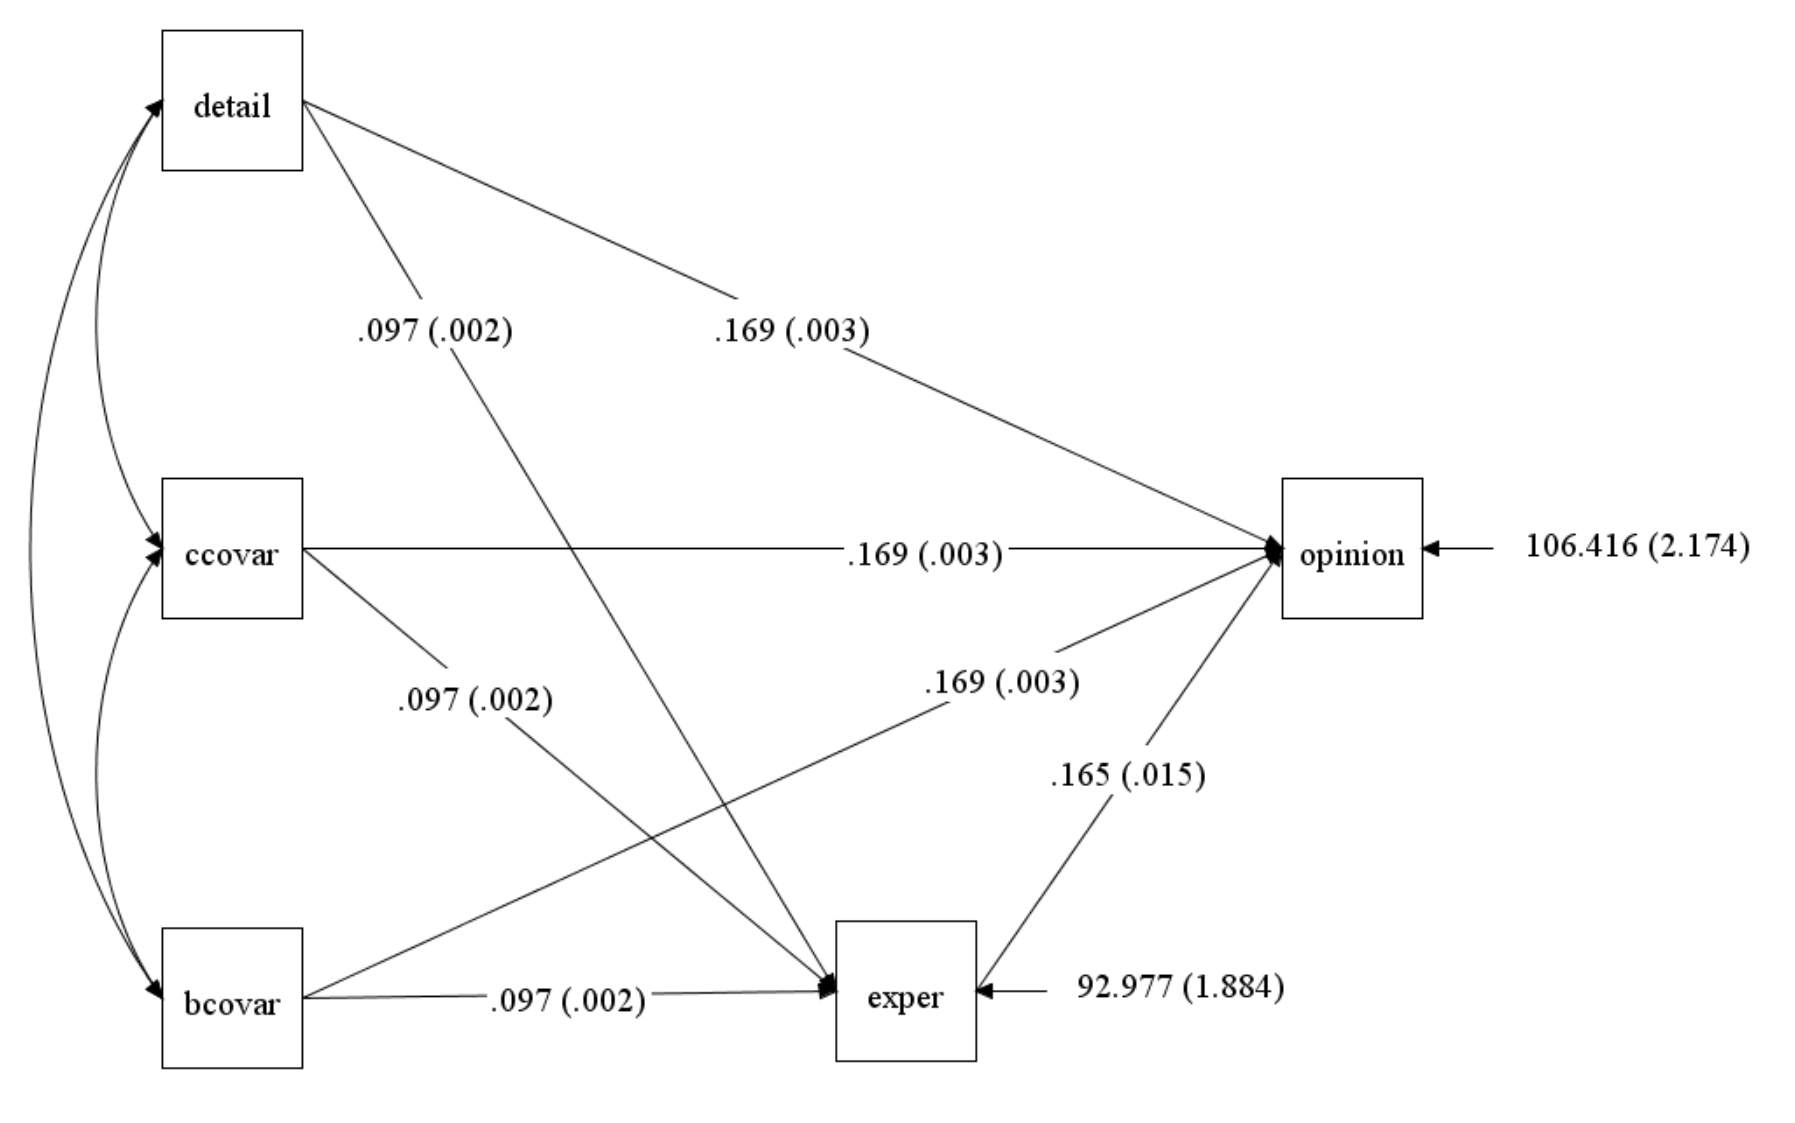 detail
.097 (.002)
.169 (.003)
ccovar
.169 (.003)
opinion
106.416 (2.174)
.097 (.002)
.169 (.003)
.165 (.015)
bcovar
.097 (.002)
exper
92.977 (1.884)